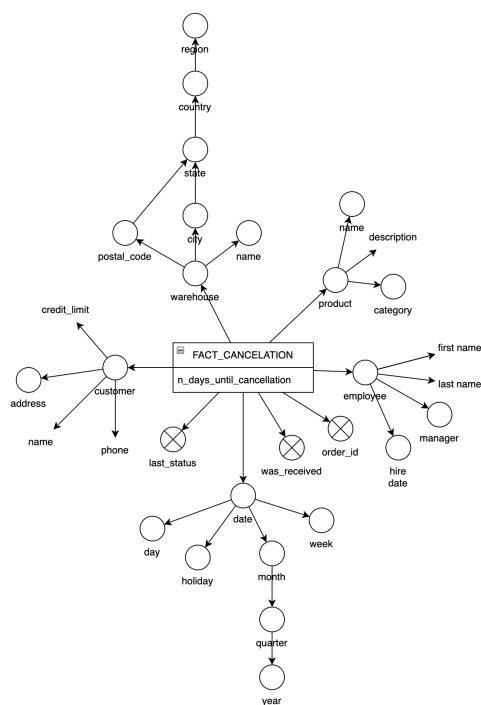 region
country
state
city
postal_code
name
warehouse
name
description
category
product
credit_limit
address
customer
name
phone
FACT_CANCELATION
n_days_until_cancellation
first name
last name
employee
manager
hire
date
last_status
was_received
order_id
date
day
holiday
month
week
quarter
year